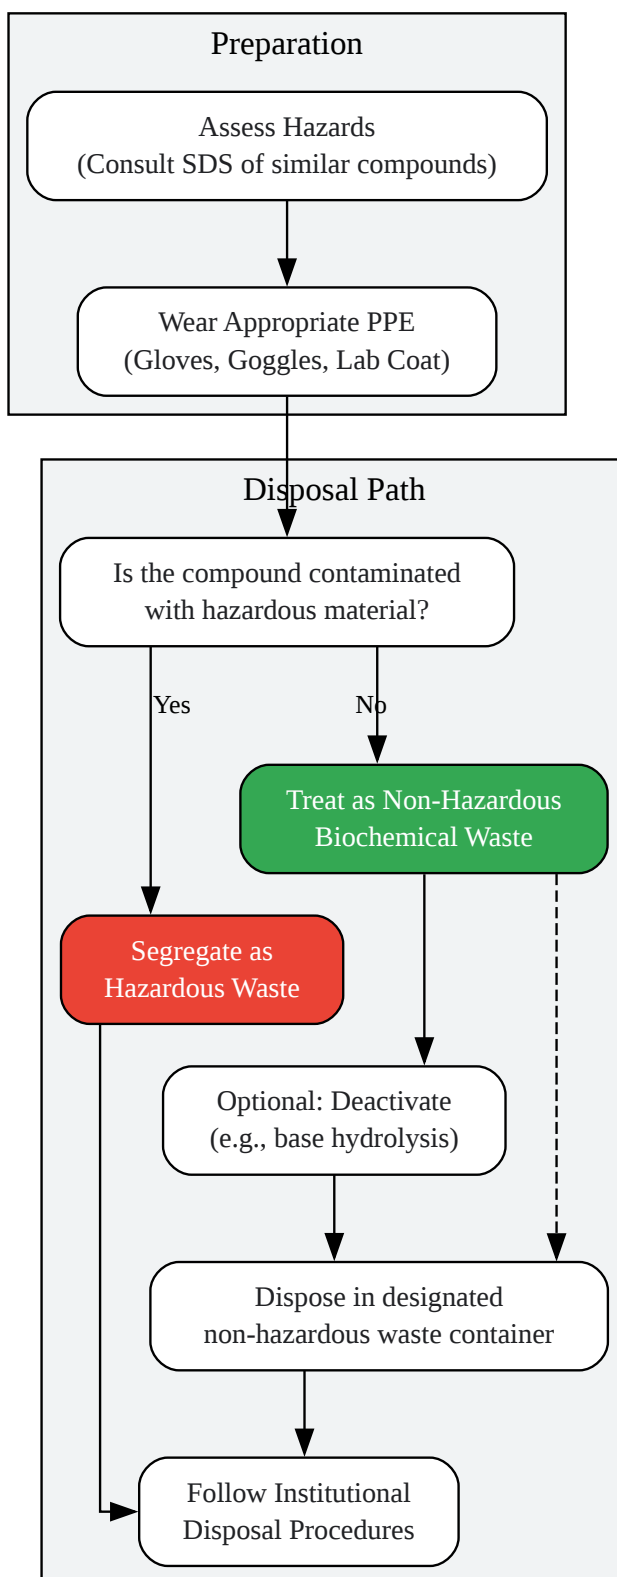 Preparation
Assess Hazards
(Consult SDS of similar compounds)
Wear Appropriate PPE
(Gloves, Goggles, Lab Coat)
Disposal Path
Is the compound contaminated
with hazardous material?
Yes
No
Treat as Non-Hazardous
Biochemical Waste
Segregate as
Hazardous Waste
Optional: Deactivate
(e.g., base hydrolysis)
Dispose in designated
non-hazardous waste container
Follow Institutional
Disposal Procedures